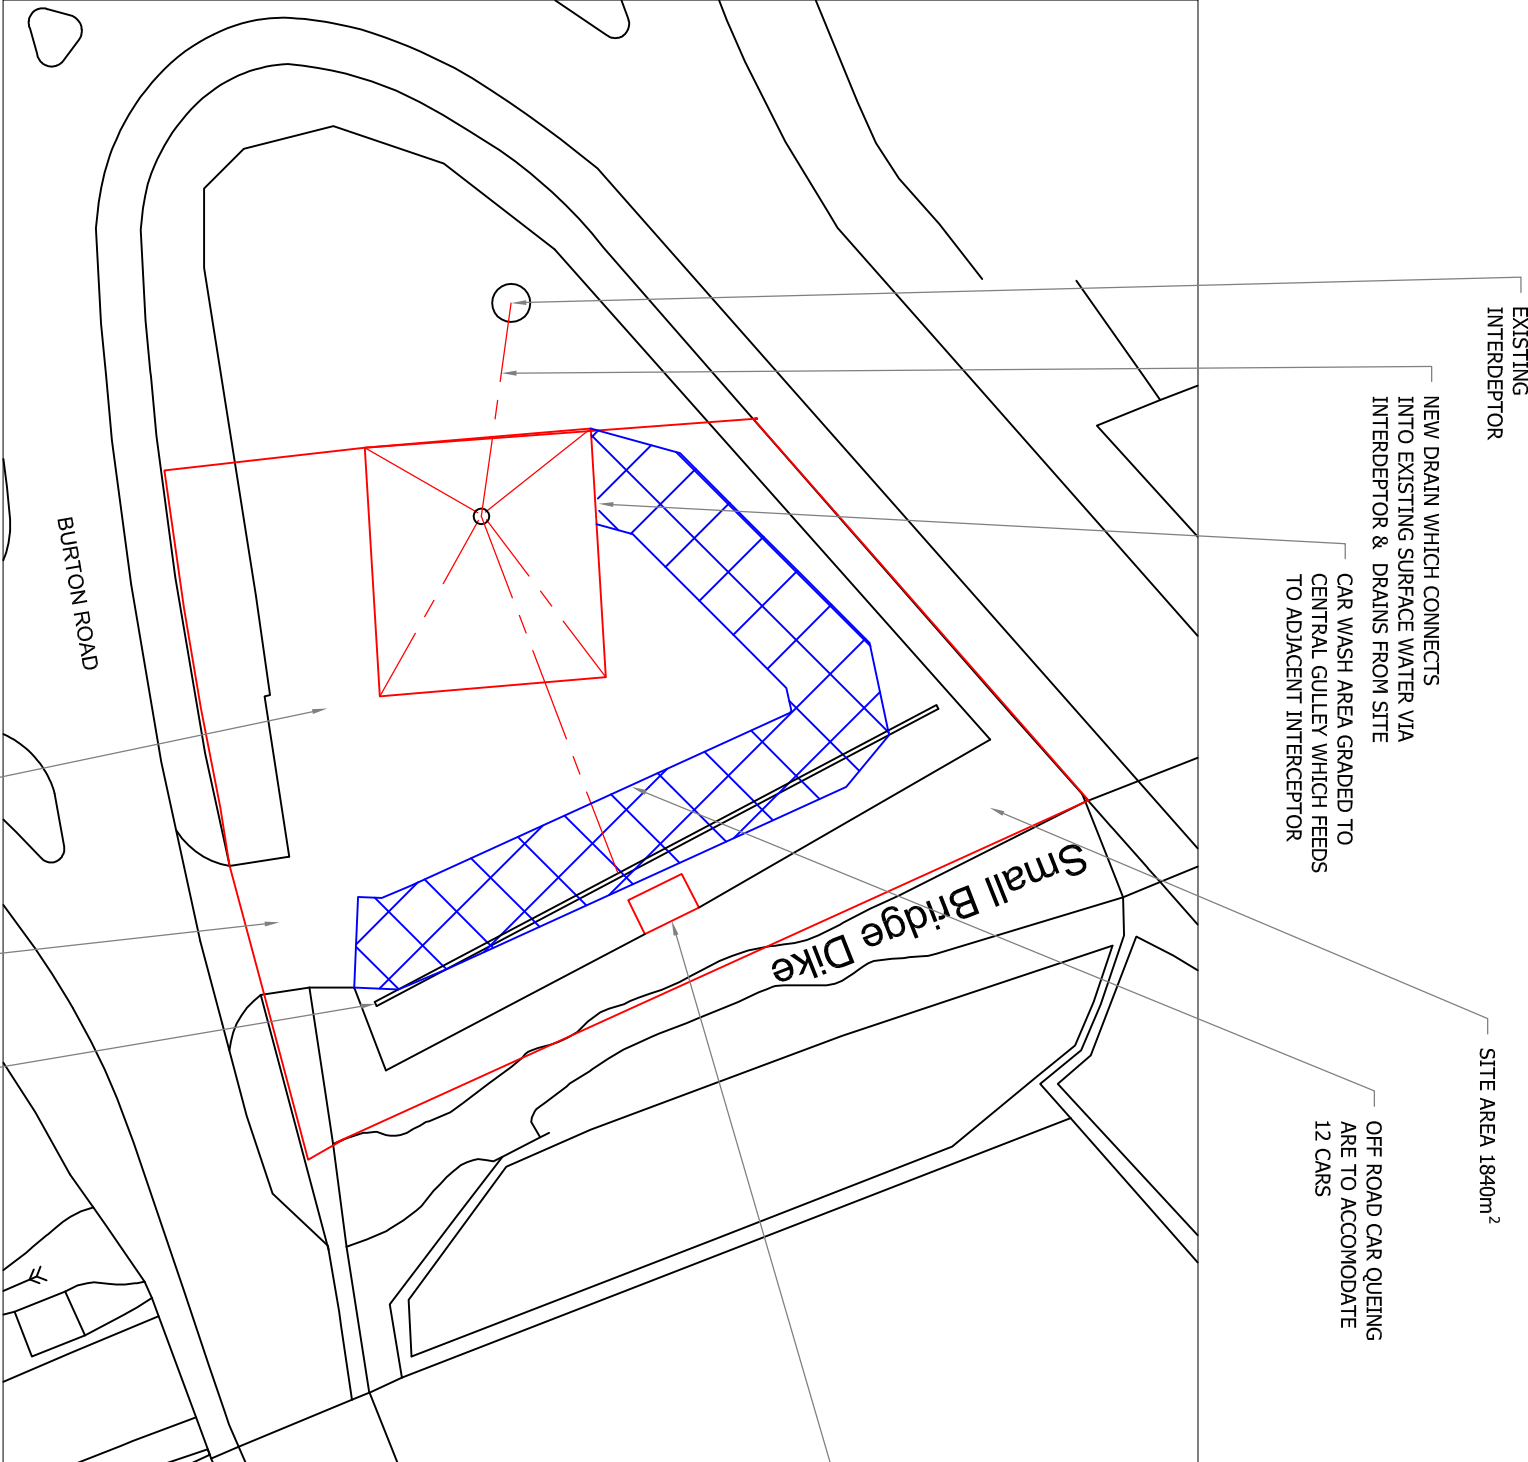 EXISTING
INTERDEPTOR
NEW DRAIN WHICH CONNECTS
INTO EXISTING SURFACE WATER VIA
INTERDEPTOR & DRAINS FROM SITE
CAR WASH AREA GRADED TO
CENTRAL GULLEY WHICH FEEDS
TO ADJACENT INTERCEPTOR
SITE AREA 1840m²
OFF ROAD CAR QUEING
ARE TO ACCOMODATE
12 CARS
Small Bridge Dike
BURTON ROAD